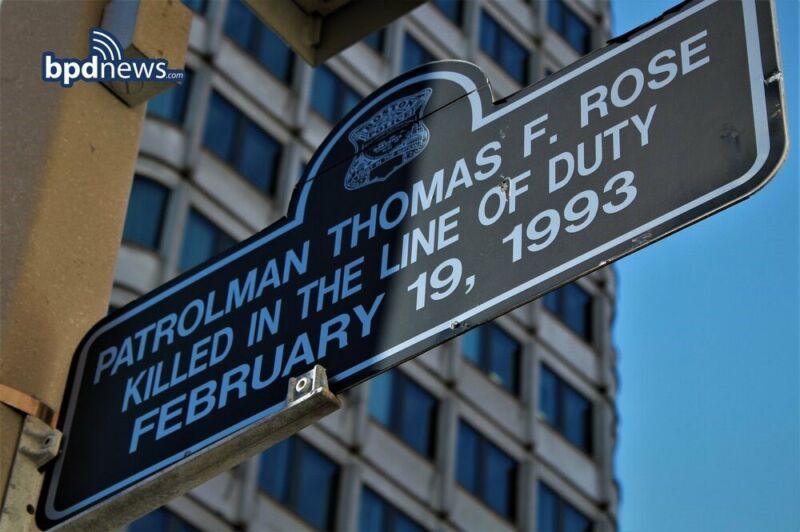 bpdnews.com
PATROLMAN THOMAS F. ROSE
KILLED IN THE LINE OF DUTY
FEBRUARY 19, 1993